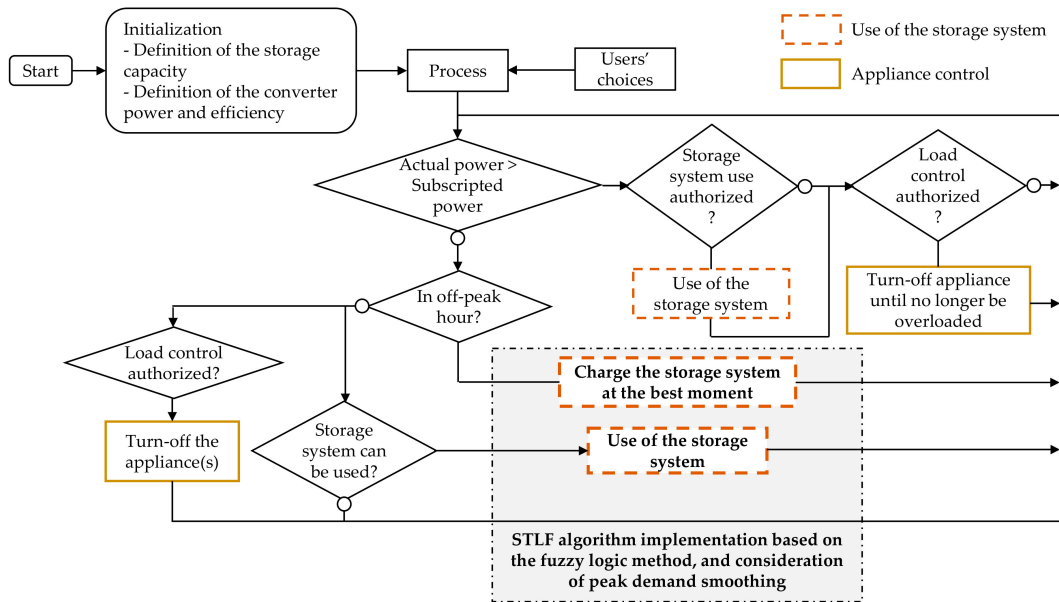 Start
Initialization
- Definition of the storage
capacity
- Definition of the converter
power and efficiency
Process
Users'
choices
Use of the storage system
Appliance control
Actual power >
Subscripted
power
Storage
system use
authorized
?
Load
control
authorized
?
Use of the
storage system
Turn-off appliance
until no longer be
overloaded
In off-peak
hour?
Load control
authorized?
Charge the storage system
at the best moment
Turn-off the
appliance(s)
Storage
system can
be used?
Use of the storage
system
STLF algorithm implementation based on
the fuzzy logic method, and consideration
of peak demand smoothing